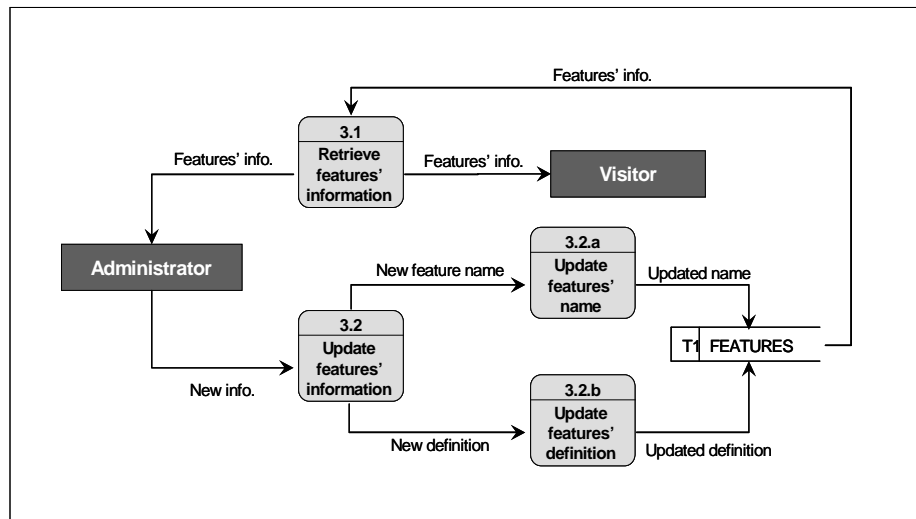 Features’ info.
3.1
Retrieve
features’
information
Features’ info.
Features’ info.
Visitor
Administrator
3.2.a
Update
features’
name
New feature name
Updated name
3.2
Update
features’
information
T1 FEATURES
New info.
3.2.b
Update
features’
definition
New definition
Updated definition